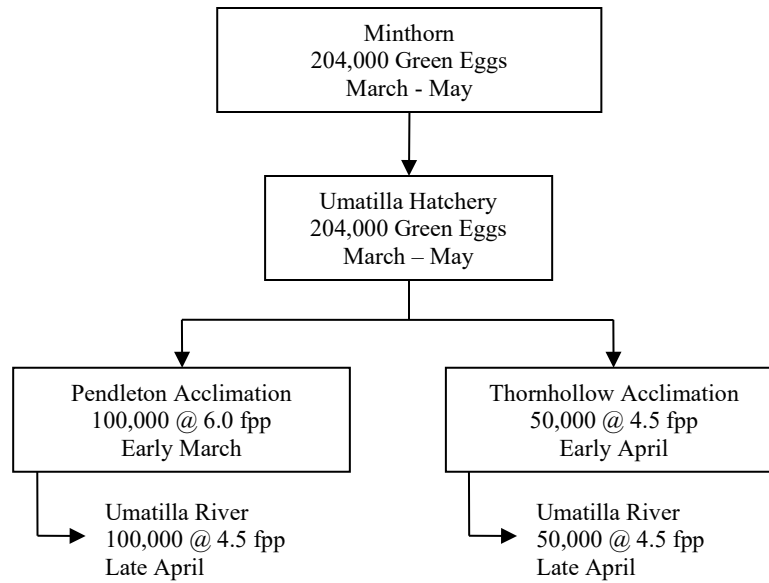 Minthorn
204,000 Green Eggs
March - May
Umatilla Hatchery
204,000 Green Eggs
March – May
Pendleton Acclimation
100,000 @ 6.0 fpp
Early March
Thornhollow Acclimation
50,000 @ 4.5 fpp
Early April
Umatilla River
100,000 @ 4.5 fpp
Late April
Umatilla River
50,000 @ 4.5 fpp
Late April